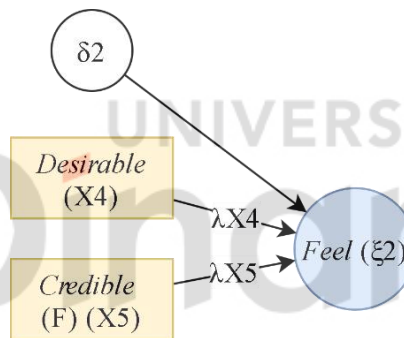 δ2
UNIVERS
Desirable
(X4)
λX4
Feel (ξ2)
λX5
Credible
(F) (X5)